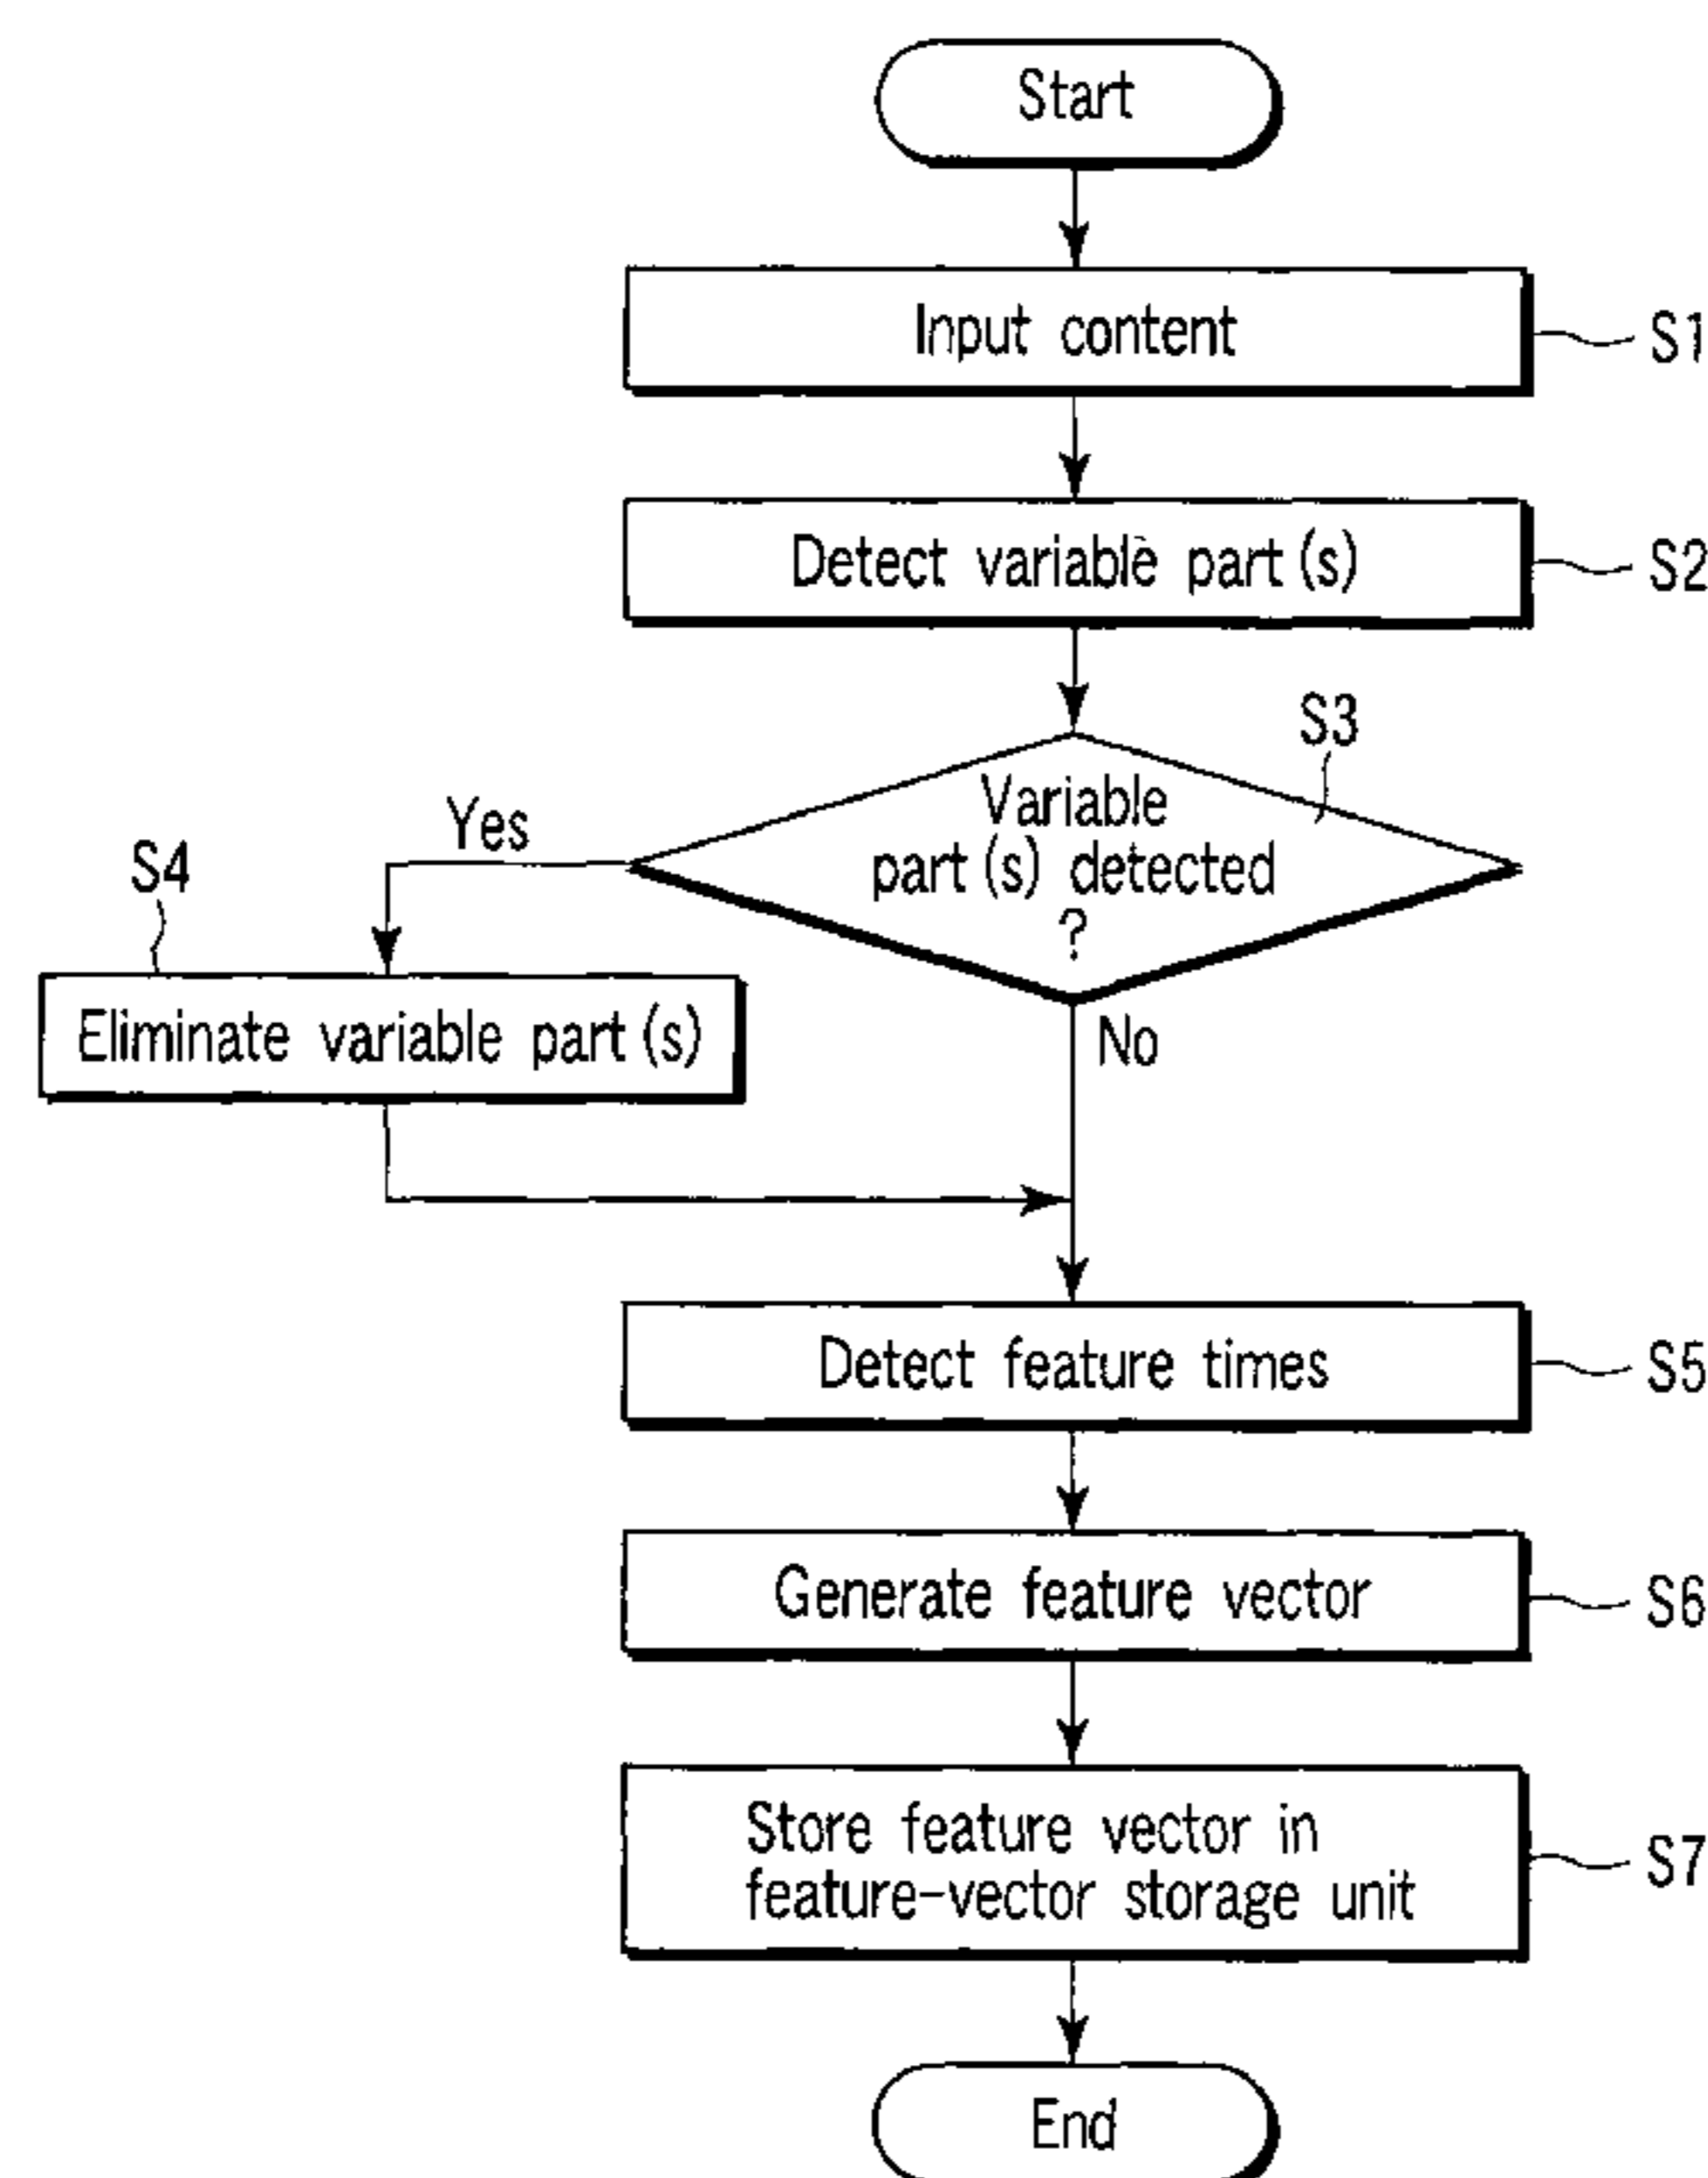 Start
Input content
S1
Detect variable part(s)
S2
S3
Variable
part(s) detected
?
Yes
S4
Eliminate variable part(s)
No
Detect feature times
S5
Generate feature vector
S6
Store feature vector in
feature-vector storage unit
S7
End